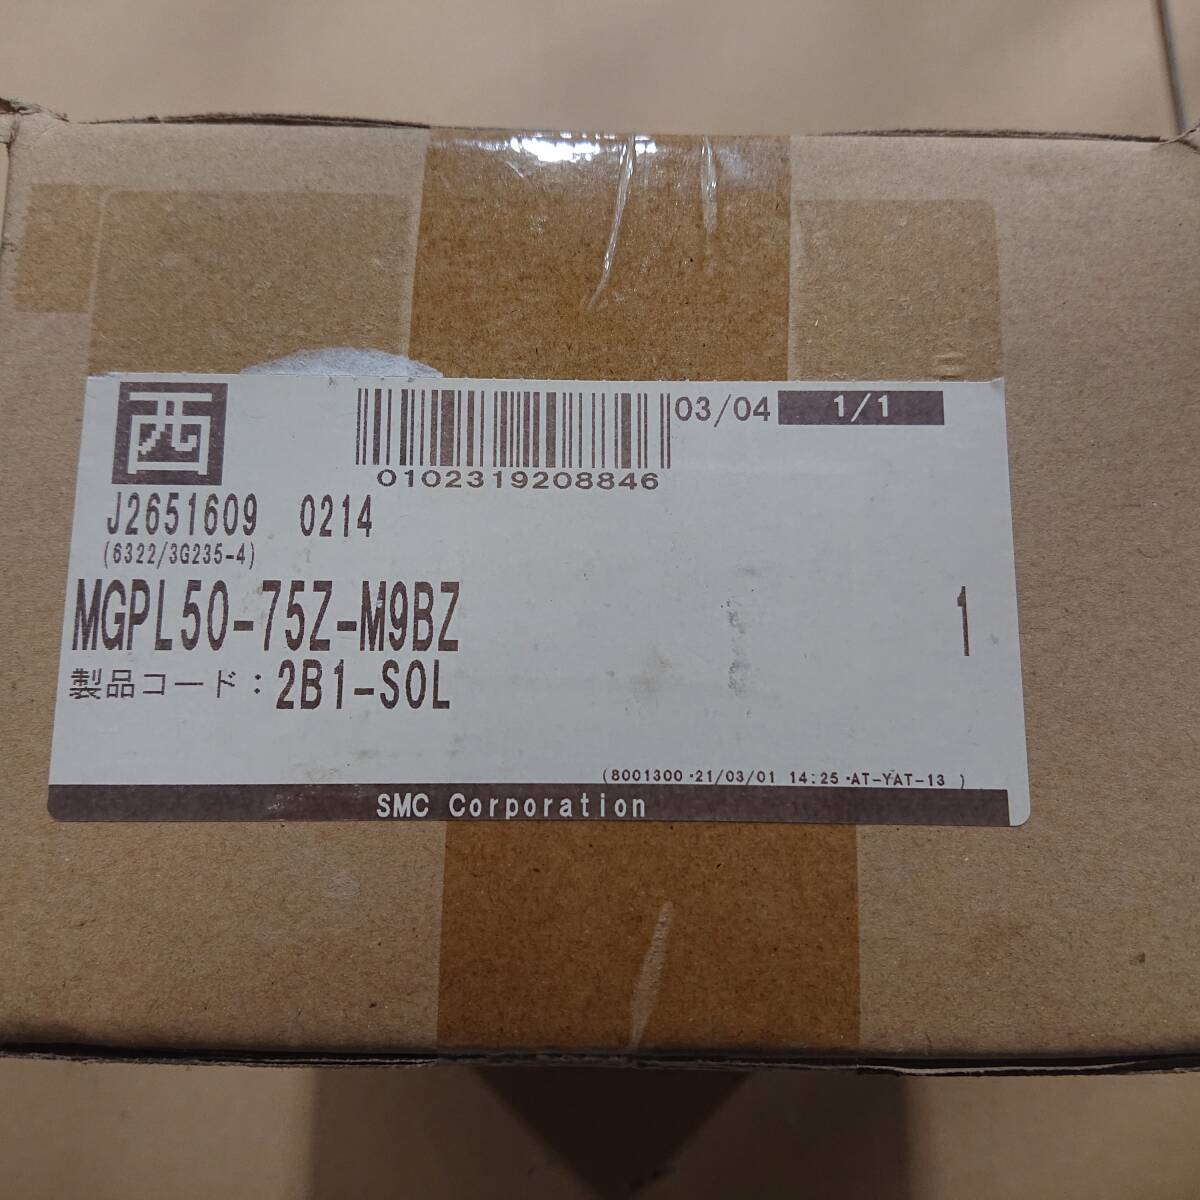 西
03/04 1/1
0102319208846
J2651609 0214
(6322/3G235-4)
MGPL50-75Z-M9BZ 1
製品コード:2B1-SOL
(8001300・21/03/01 14:25・AT-YAT-13 )
SMC Corporation